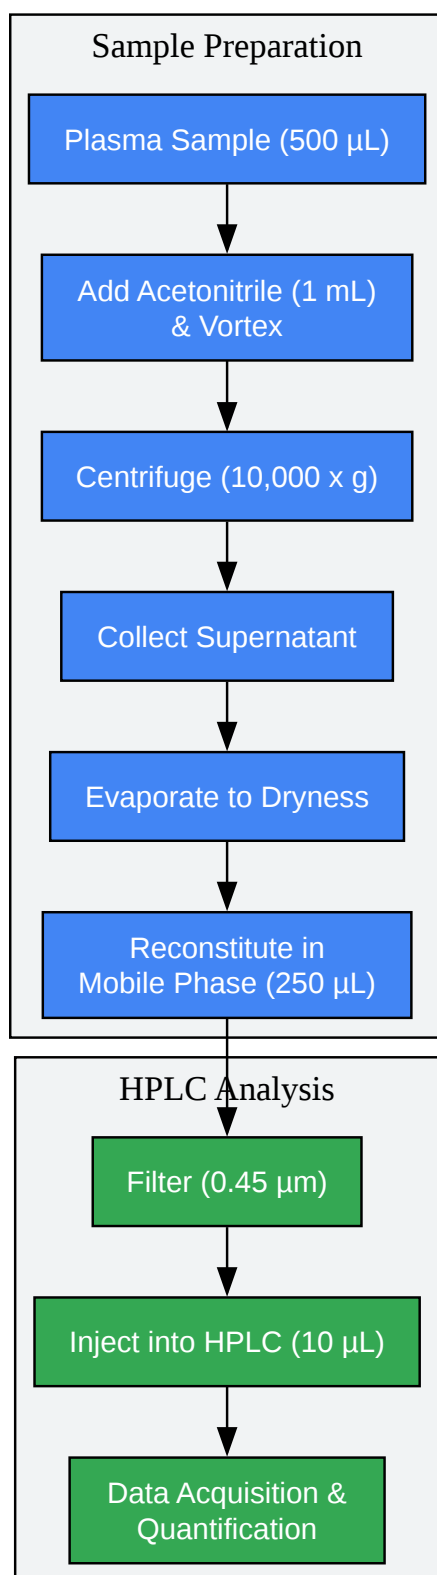 Sample Preparation
Plasma Sample (500 µL)
Add Acetonitrile (1 mL)
& Vortex
Centrifuge (10,000 x g)
Collect Supernatant
Evaporate to Dryness
Reconstitute in
Mobile Phase (250 µL)
HPLC Analysis
Filter (0.45 µm)
Inject into HPLC (10 µL)
Data Acquisition &
Quantification